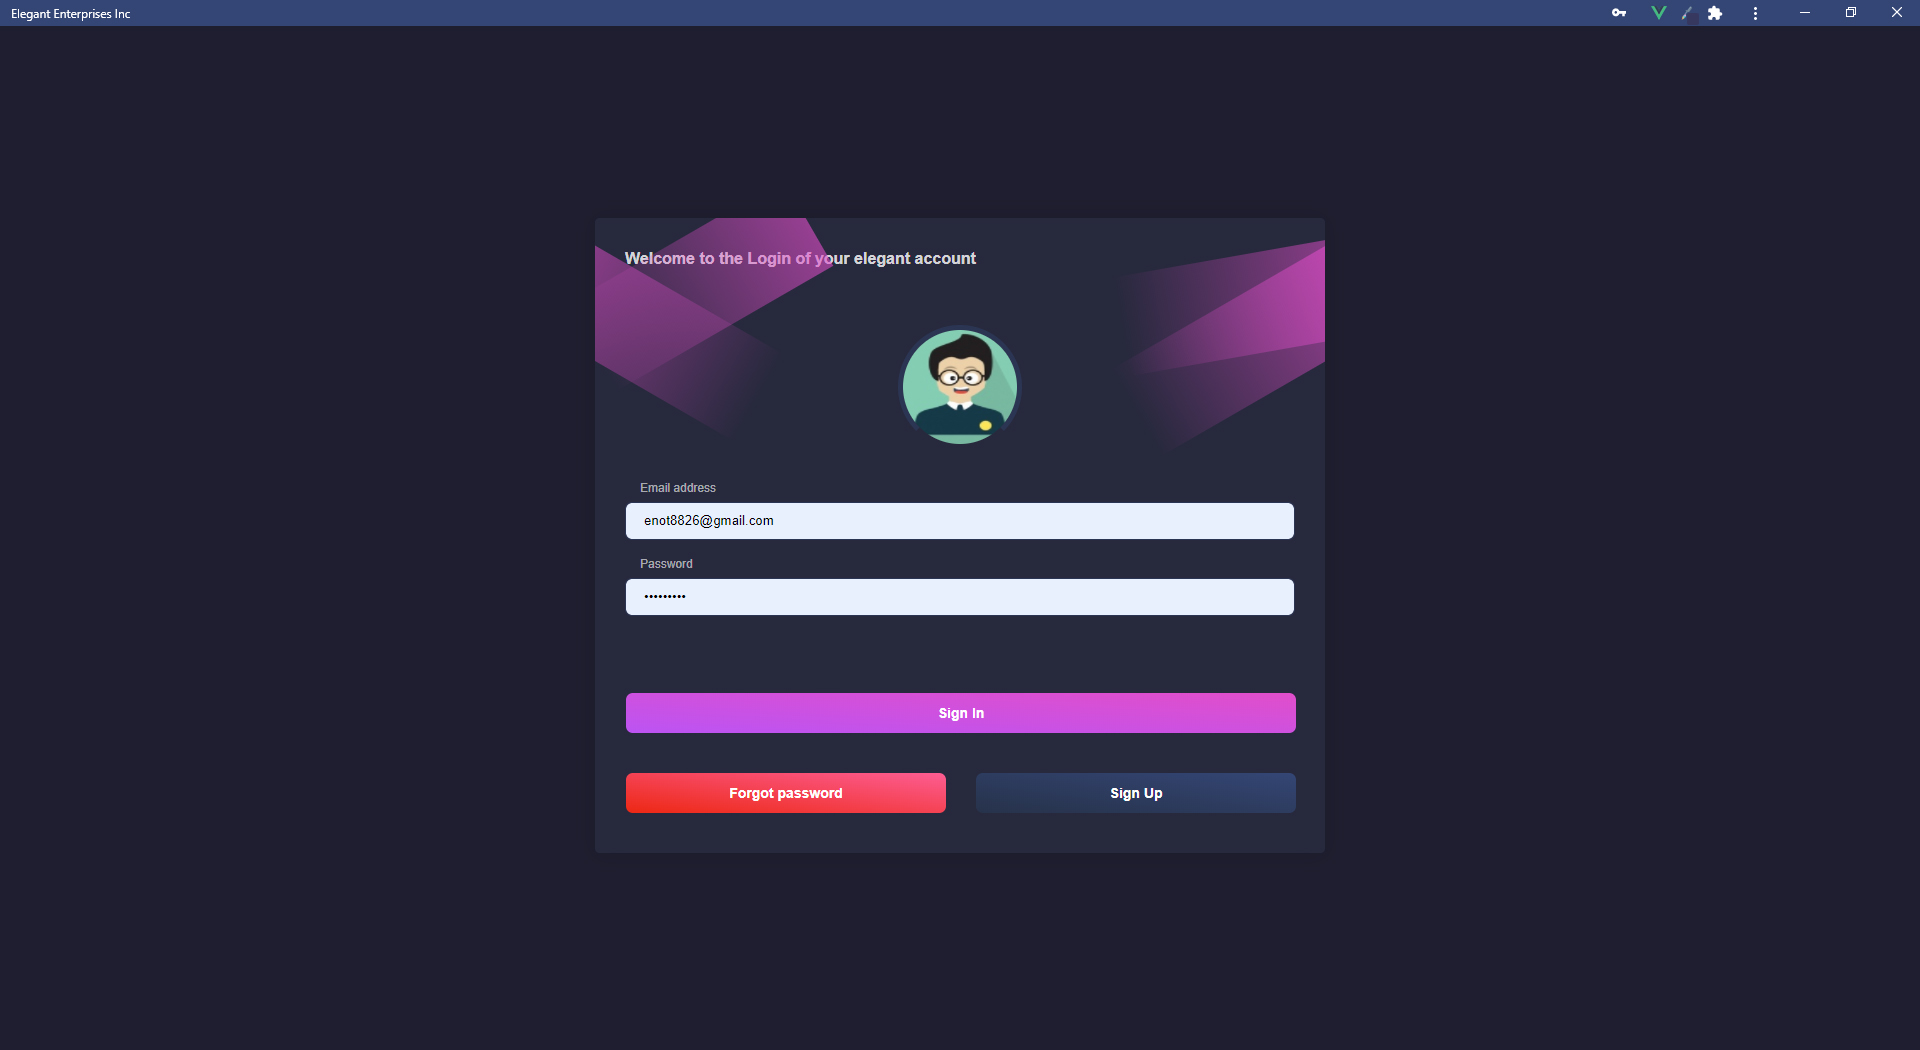 Elegant Enterprises Inc
Welcome to the Login of your elegant account
Email address
enot8826@gmail.com
Password
•••••••••
Sign In
Forgot password
Sign Up